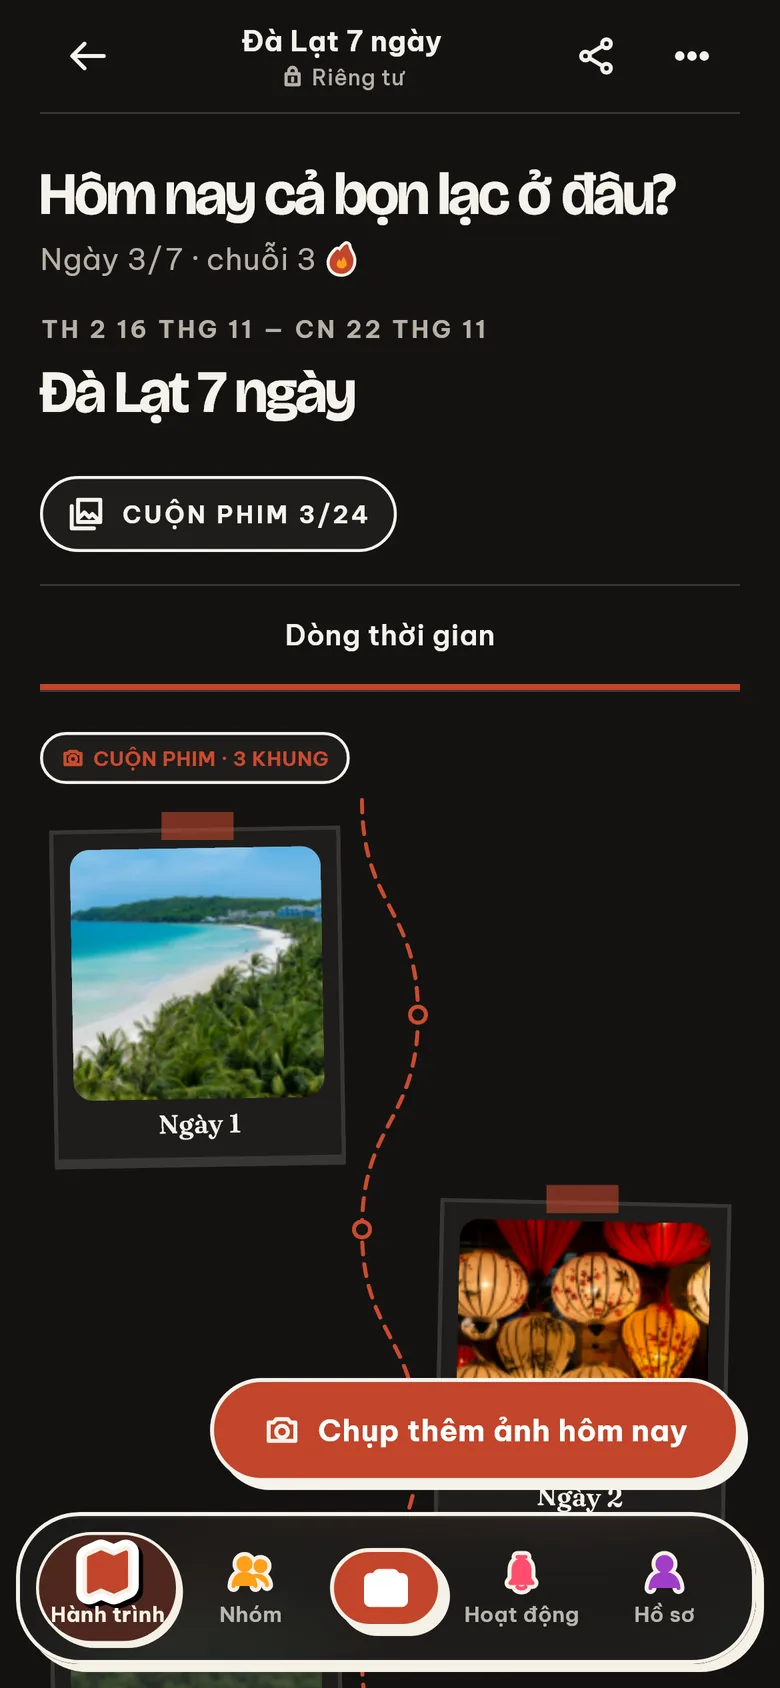 Đà Lạt 7 ngày
Riêng tư
Hôm nay cả bọn lạc ở đâu?
Ngày 3/7 · chuỗi 3
TH 2 16 THG 11 — CN 22 THG 11
Đà Lạt 7 ngày
CUỘN PHIM 3/24
Dòng thời gian
CUỘN PHIM · 3 KHUNG
Ngày 1
Chụp thêm ảnh hôm nay
Ngày 2
Hành trình
Nhóm
Hoạt động
Hồ sơ